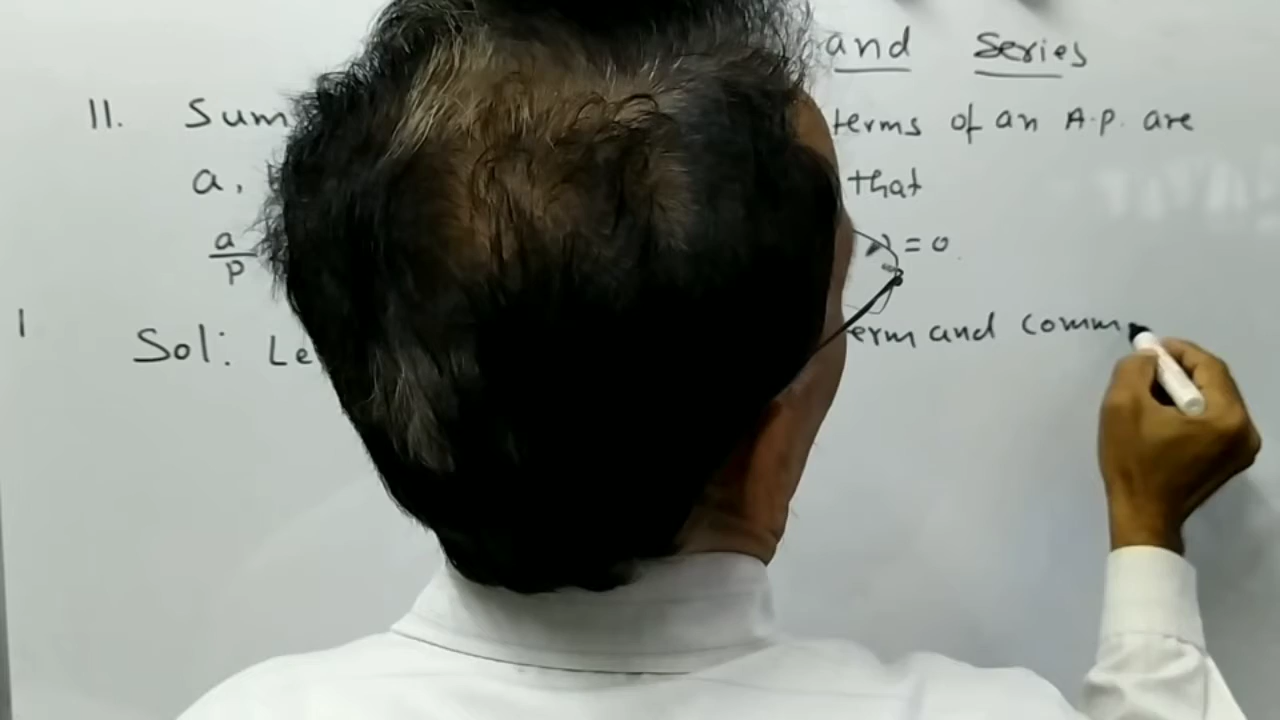 and Series
11. Sum terms of an A.P. are
a, that
a/p = 0.
Sol: Le erm and comm